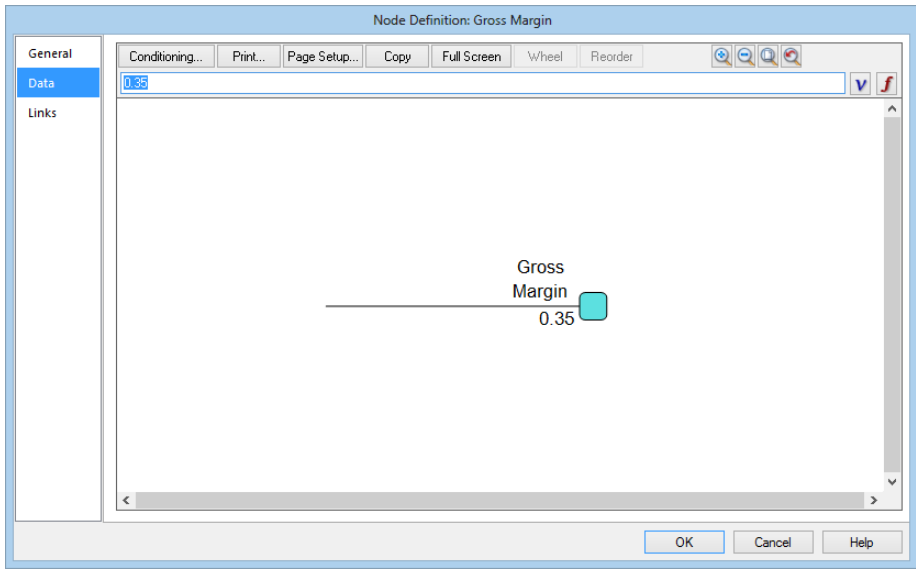 Node Definition: Gross Margin
General
Data
Links
Conditioning... Print... Page Setup... Copy Full Screen Wheel Reorder
0.35
v f
Gross
Margin
0.35
OK Cancel Help